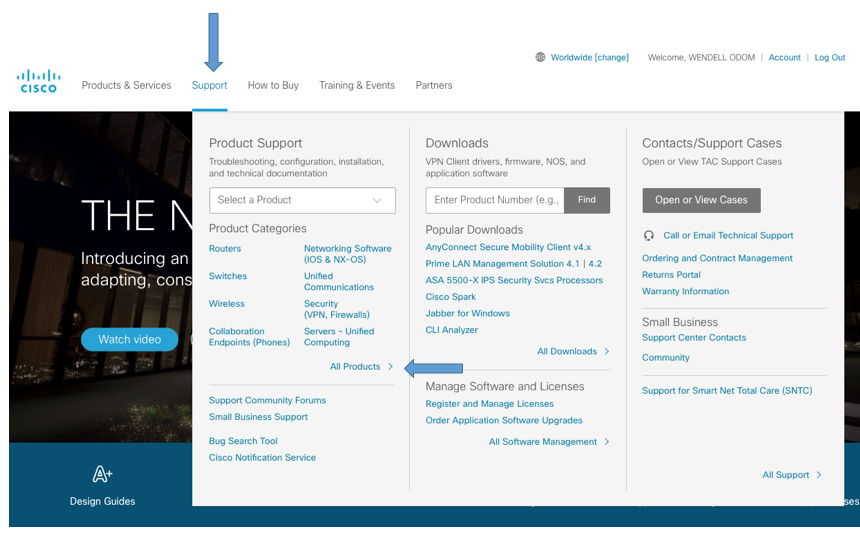 Worldwide [change] Welcome, WENDELL ODOM | Account | Log Out
CISCO
Products & Services Support How to Buy Training & Events Partners
THE N
Introducing an
adapting, cons
Watch video
Product Support
Troubleshooting, configuration, installation,
and technical documentation
Select a Product
Product Categories
Routers
Switches
Wireless
Collaboration
Endpoints (Phones)
Networking Software
(IOS & NX-OS)
Unified
Communications
Security
(VPN, Firewalls)
Servers – Unified
Computing
All Products
Support Community Forums
Small Business Support
Bug Search Tool
Cisco Notification Service
Downloads
VPN Client drivers, firmware, NOS, and
application software
Enter Product Number (e.g., Find
Popular Downloads
AnyConnect Secure Mobility Client v4.x
Prime LAN Management Solution 4.1 | 4.2
ASA 5500-X IPS Security Svcs Processors
Cisco Spark
Jabber for Windows
CLI Analyzer
All Downloads
Manage Software and Licenses
Register and Manage Licenses
Order Application Software Upgrades
All Software Management
Contacts/Support Cases
Open or View TAC Support Cases
Open or View Cases
Call or Email Technical Support
Ordering and Contract Management
Returns Portal
Warranty Information
Small Business
Support Center Contacts
Community
Support for Smart Net Total Care (SNTC)
All Support
A+
Design Guides
ses